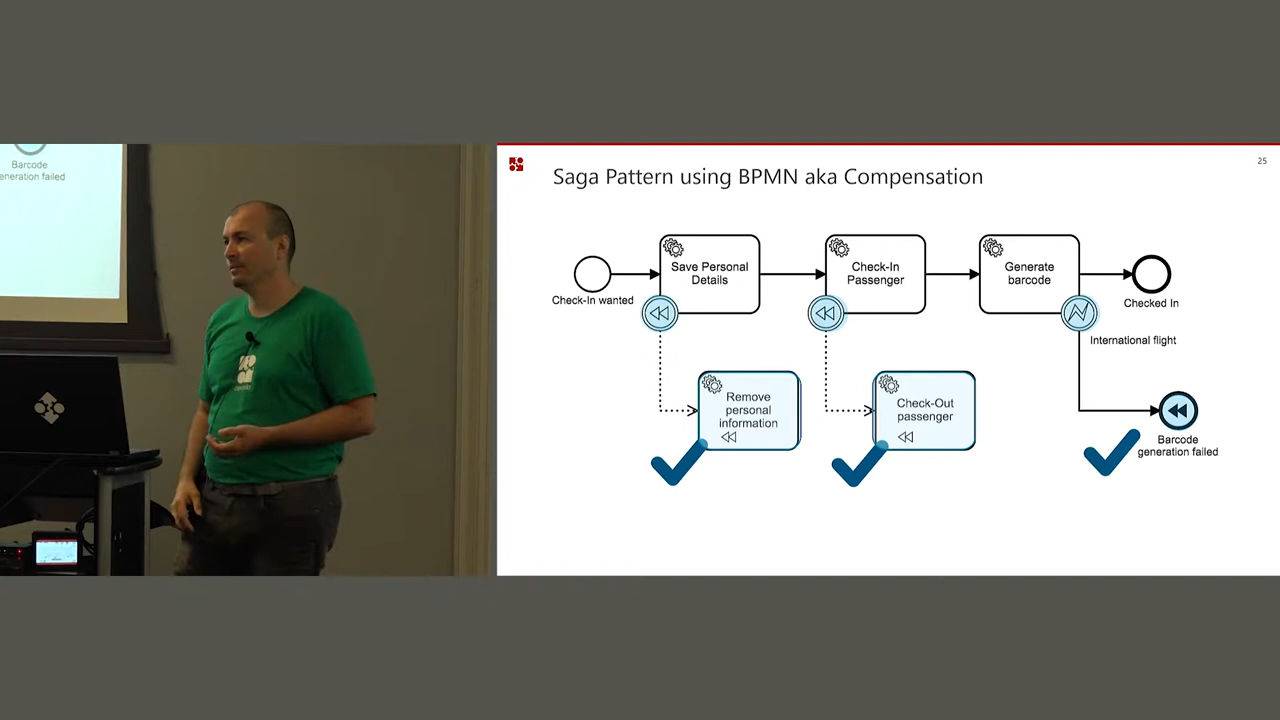 Barcode
eneration failed
25
Saga Pattern using BPMN aka Compensation
Save Personal
Details
Check-In
Passenger
Generate
barcode
Check-In wanted
Checked In
International flight
Remove
personal
information
Check-Out
passenger
Barcode
generation failed